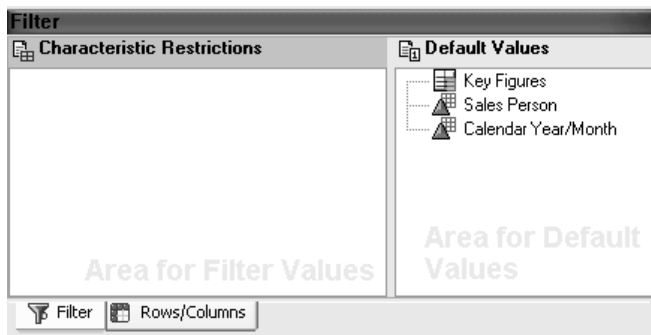 Filter
Characteristic Restrictions
Default Values
Key Figures
Sales Person
Calendar Year/Month
Area for Filter Values
Area for Default
Values
Filter
Rows/Columns